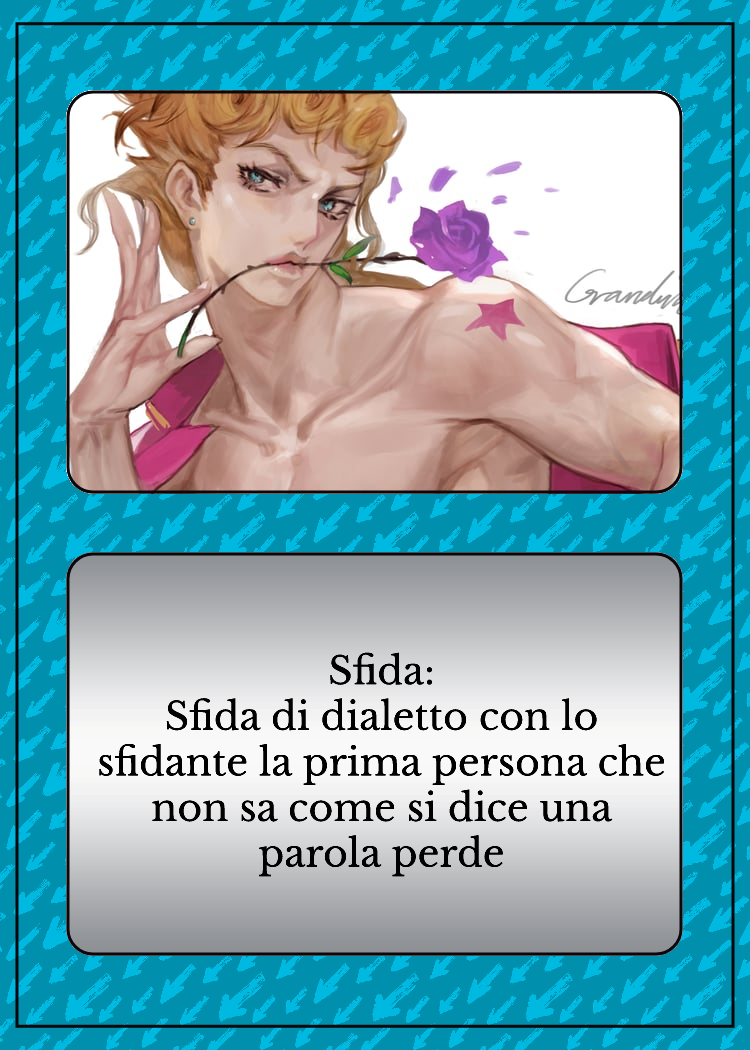 Sfida:
Sfida di dialetto con lo
sfidante la prima persona che
non sa come si dice una
parola perde